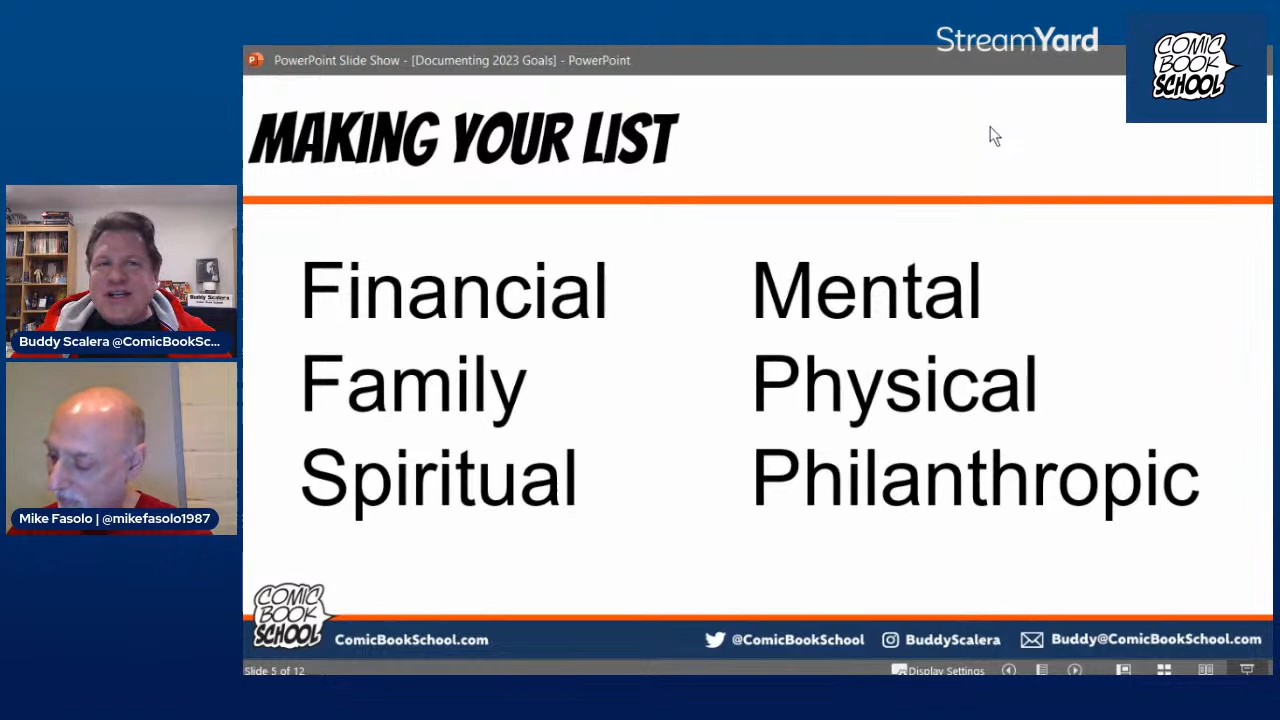 StreamYard
COMIC
BOOK
SCHOOL
PowerPoint Slide Show - [Documenting 2023 Goals] - PowerPoint
MAKING YOUR LIST
Financial
Mental
Family
Physical
Spiritual
Philanthropic
Buddy Scalera
Buddy Scalera @ComicBookSc...
Mike Fasolo | @mikefasolo1987
COMIC
BOOK
SCHOOL
ComicBookSchool.com
@ComicBookSchool
BuddyScalera
Buddy@ComicBookSchool.com
Slide 5 of 12
Display Settings